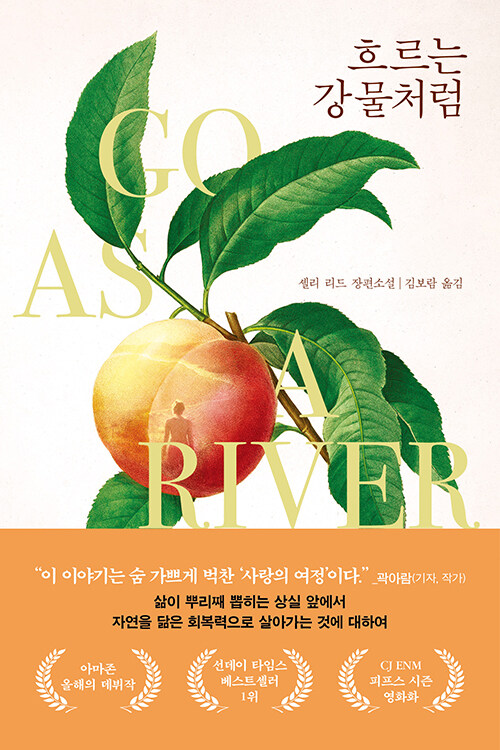 흐르는
강물처럼
GO
AS
A
RIVER
셸리 리드 장편소설 | 김보람 옮김
“이 이야기는 숨 가쁘게 벅찬 ‘사랑의 여정’이다.” _곽아람(기자, 작가)
삶이 뿌리째 뽑히는 상실 앞에서
자연을 닮은 회복력으로 살아가는 것에 대하여
아마존
올해의 데뷔작
선데이 타임스
베스트셀러
1위
CJ ENM
피프스 시즌
영화화